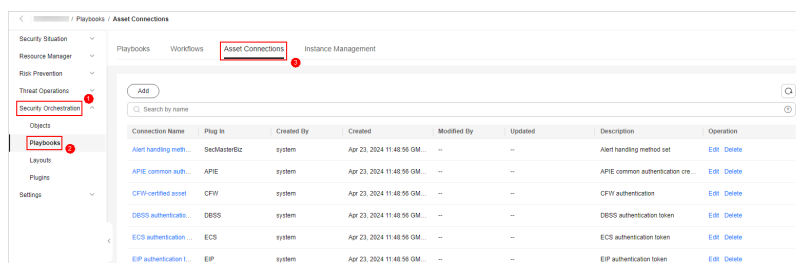 / Playbooks / Asset Connections
Security Situation
Resource Manager
Risk Prevention
Threat Operations
1
Security Orchestration
Objects
Playbooks
2
Layouts
Plugins
Settings
Playbooks Workflows Asset Connections Instance Management
3
Add
Search by name
Connection Name Plug In Created By Created Modified By Updated Description Operation
Alert handling meth... SecMasterBiz system Apr 23, 2024 11:48:56 GM... -- -- Alert handling method set Edit Delete
APIE common auth... APIE system Apr 23, 2024 11:48:56 GM... -- -- APIE common authentication cre... Edit Delete
CFW-certified asset CFW system Apr 23, 2024 11:48:56 GM... -- -- CFW authentication Edit Delete
DBSS authenticatio... DBSS system Apr 23, 2024 11:48:56 GM... -- -- DBSS authentication token Edit Delete
ECS authentication ... ECS system Apr 23, 2024 11:48:56 GM... -- -- ECS authentication token Edit Delete
EIP authentication t... EIP system Apr 23, 2024 11:48:56 GM... -- -- EIP authentication token Edit Delete